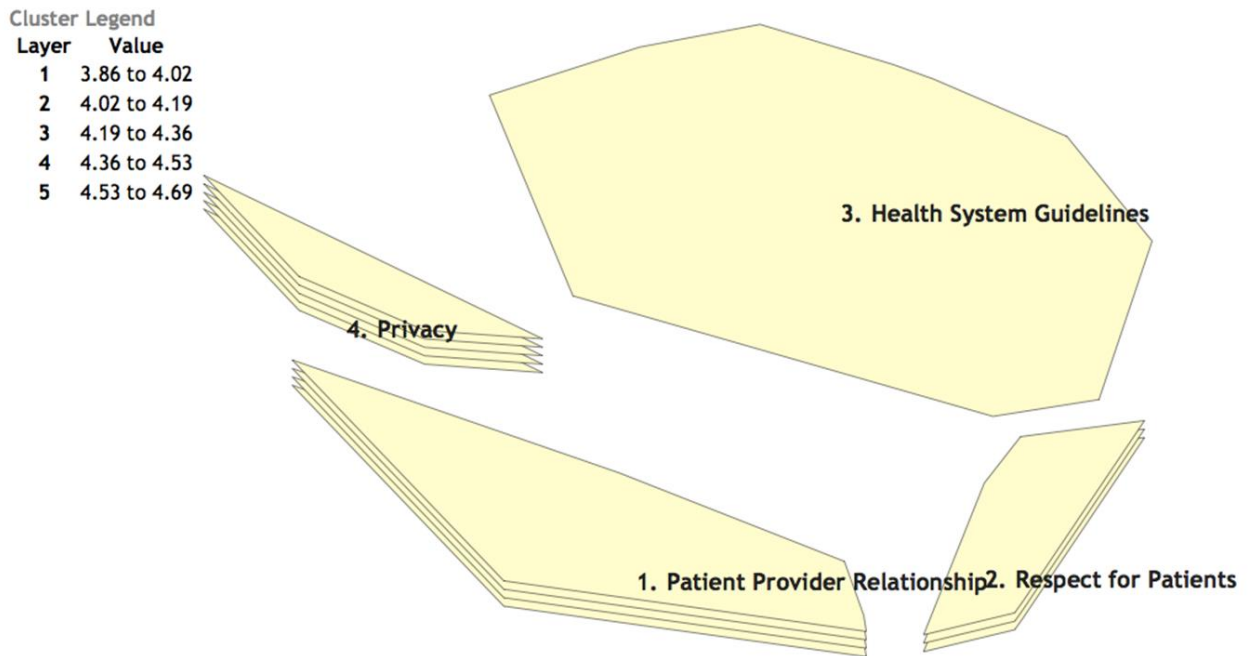 Cluster Legend
Layer Value
1 3.86 to 4.02
2 4.02 to 4.19
3 4.19 to 4.36
4 4.36 to 4.53
5 4.53 to 4.69
3. Health System Guidelines
4. Privacy
1. Patient Provider Relationship
2. Respect for Patients